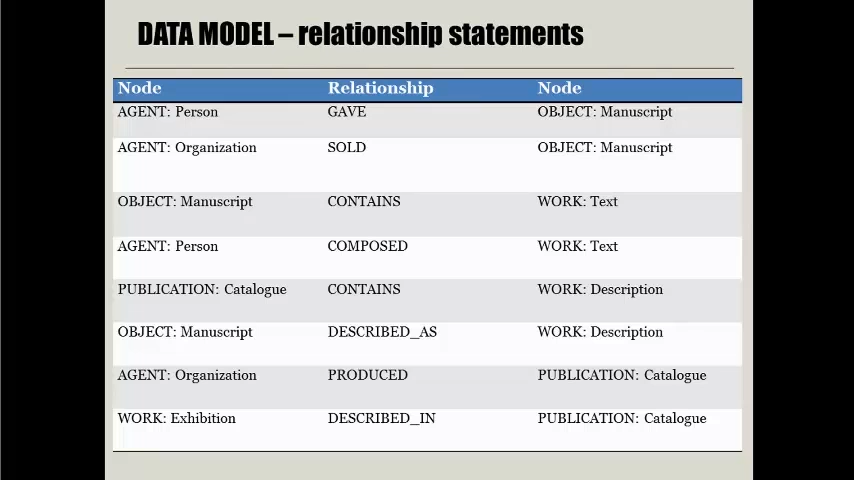 DATA MODEL – relationship statements
Node Relationship Node
AGENT: Person GAVE OBJECT: Manuscript
AGENT: Organization SOLD OBJECT: Manuscript
OBJECT: Manuscript CONTAINS WORK: Text
AGENT: Person COMPOSED WORK: Text
PUBLICATION: Catalogue CONTAINS WORK: Description
OBJECT: Manuscript DESCRIBED_AS WORK: Description
AGENT: Organization PRODUCED PUBLICATION: Catalogue
WORK: Exhibition DESCRIBED_IN PUBLICATION: Catalogue